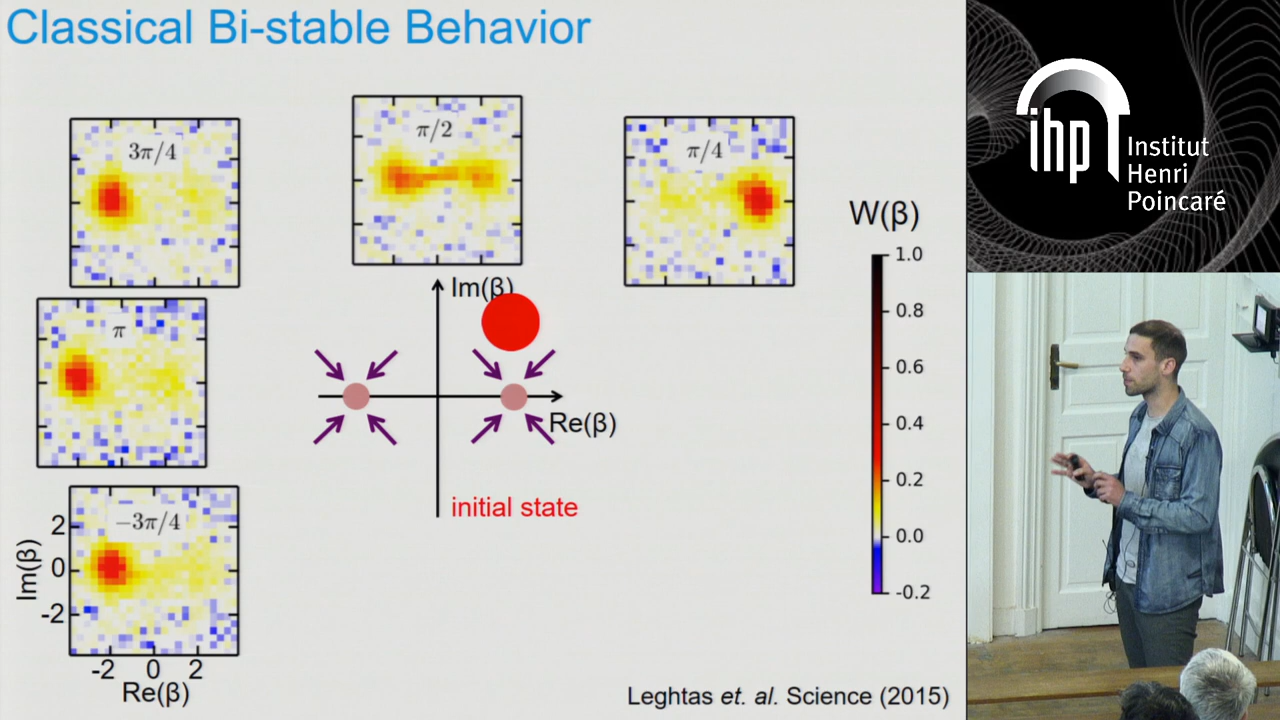 Classical Bi-stable Behavior
3π/4
π/2
π/4
W(β)
1.0
0.8
0.6
0.4
0.2
0.0
-0.2
Im(β)
Re(β)
initial state
π
−3π/4
Im(β)
2
0
-2
-2 0 2
Re(β)
Leghtas et. al. Science (2015)
ihp
Institut
Henri
Poincaré